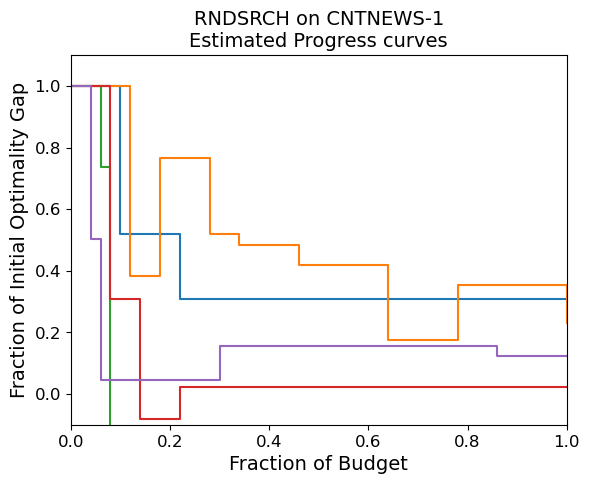 RNDSRCH on CNTNEWS-1
Estimated Progress curves
Fraction of Initial Optimality Gap
1.0
0.8
0.6
0.4
0.2
0.0
0.0 0.2 0.4 0.6 0.8 1.0
Fraction of Budget